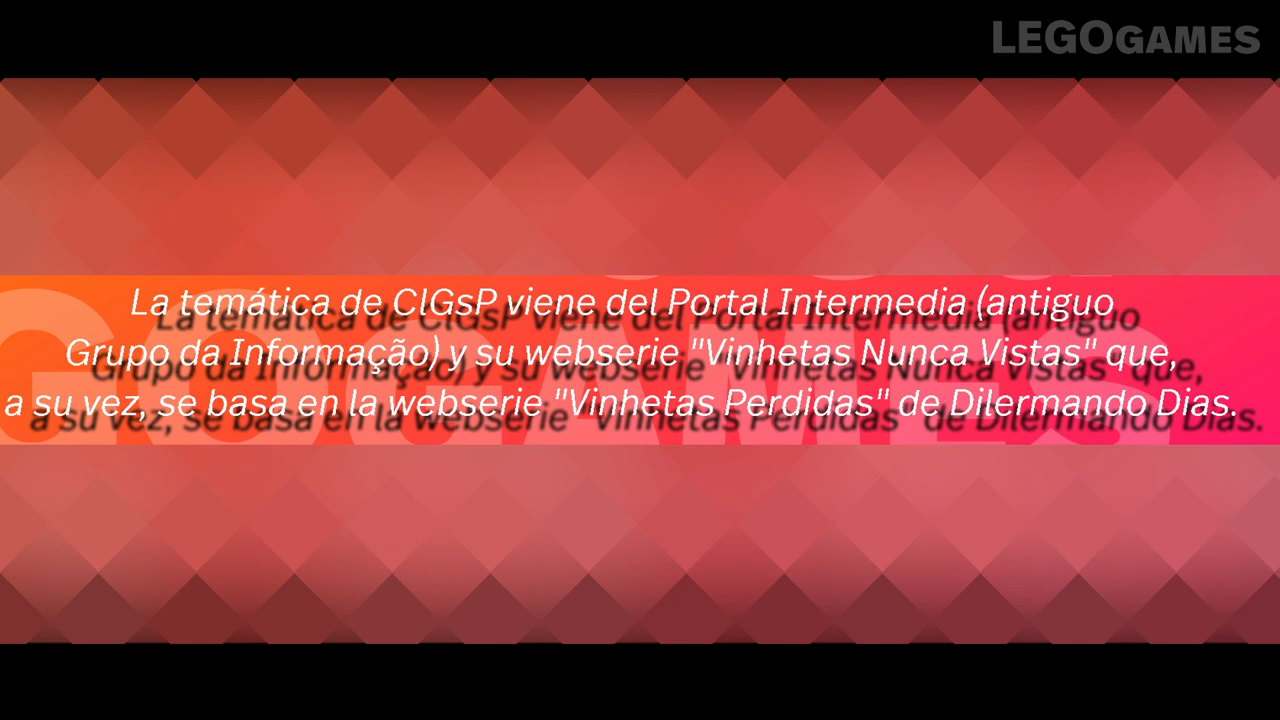 LEGOGAMES
La temática de CIGsP viene del Portal Intermedia (antiguo
Grupo da Informação) y su webserie "Vinhetas Nunca Vistas" que,
a su vez, se basa en la webserie "Vinhetas Perdidas" de Dilermando Dias.